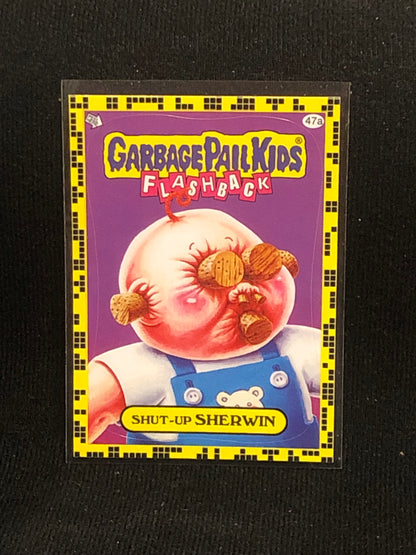 47a
GARBAGE PAIL KIDS®
FLASHBACK
SHUT-UP SHERWIN